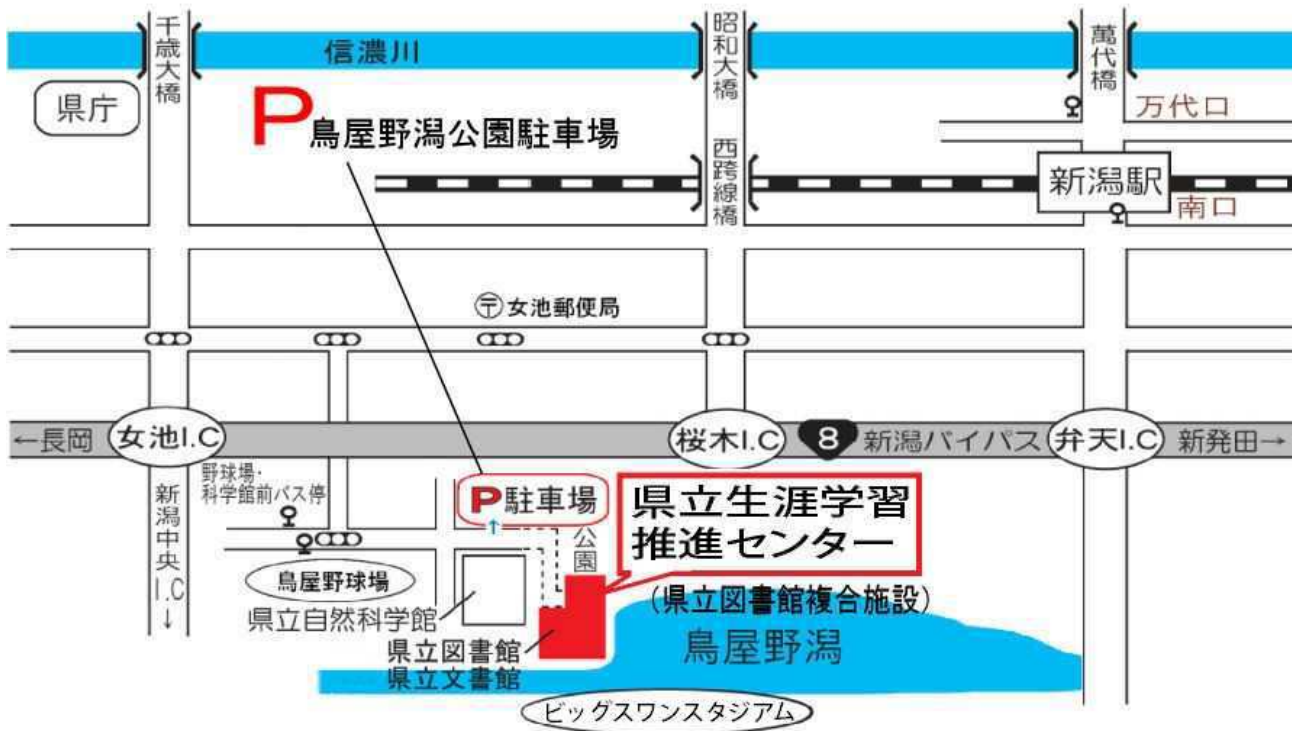 千歳大橋
信濃川
昭和大橋
萬代橋
県庁
P鳥屋野潟公園駐車場
万代口
西跨線橋
新潟駅
南口
〒女池郵便局
←長岡
女池I.C
桜木I.C
8
新潟バイパス
弁天I.C
新発田→
野球場・
科学館前バス停
新潟中央I.C↓
P駐車場
↑
公園
県立生涯学習
推進センター
(県立図書館複合施設)
鳥屋野球場
県立自然科学館
県立図書館
県立文書館
鳥屋野潟
ビッグスワンスタジアム